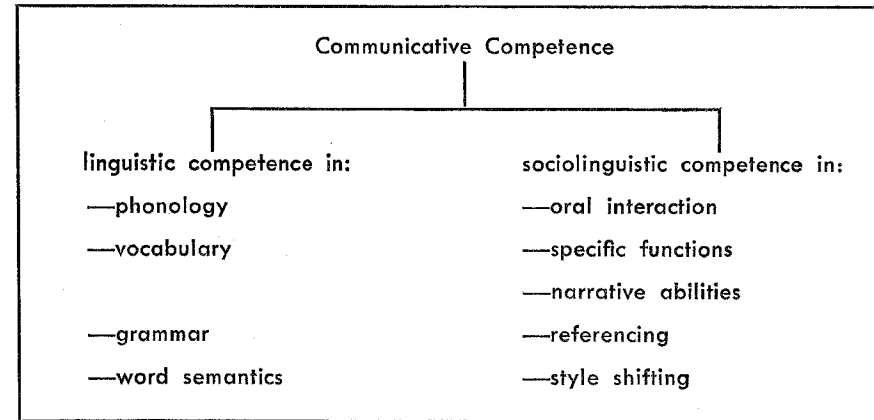 Communicative Competence
linguistic competence in:
—phonology
—vocabulary
—grammar
—word semantics
sociolinguistic competence in:
—oral interaction
—specific functions
—narrative abilities
—referencing
—style shifting